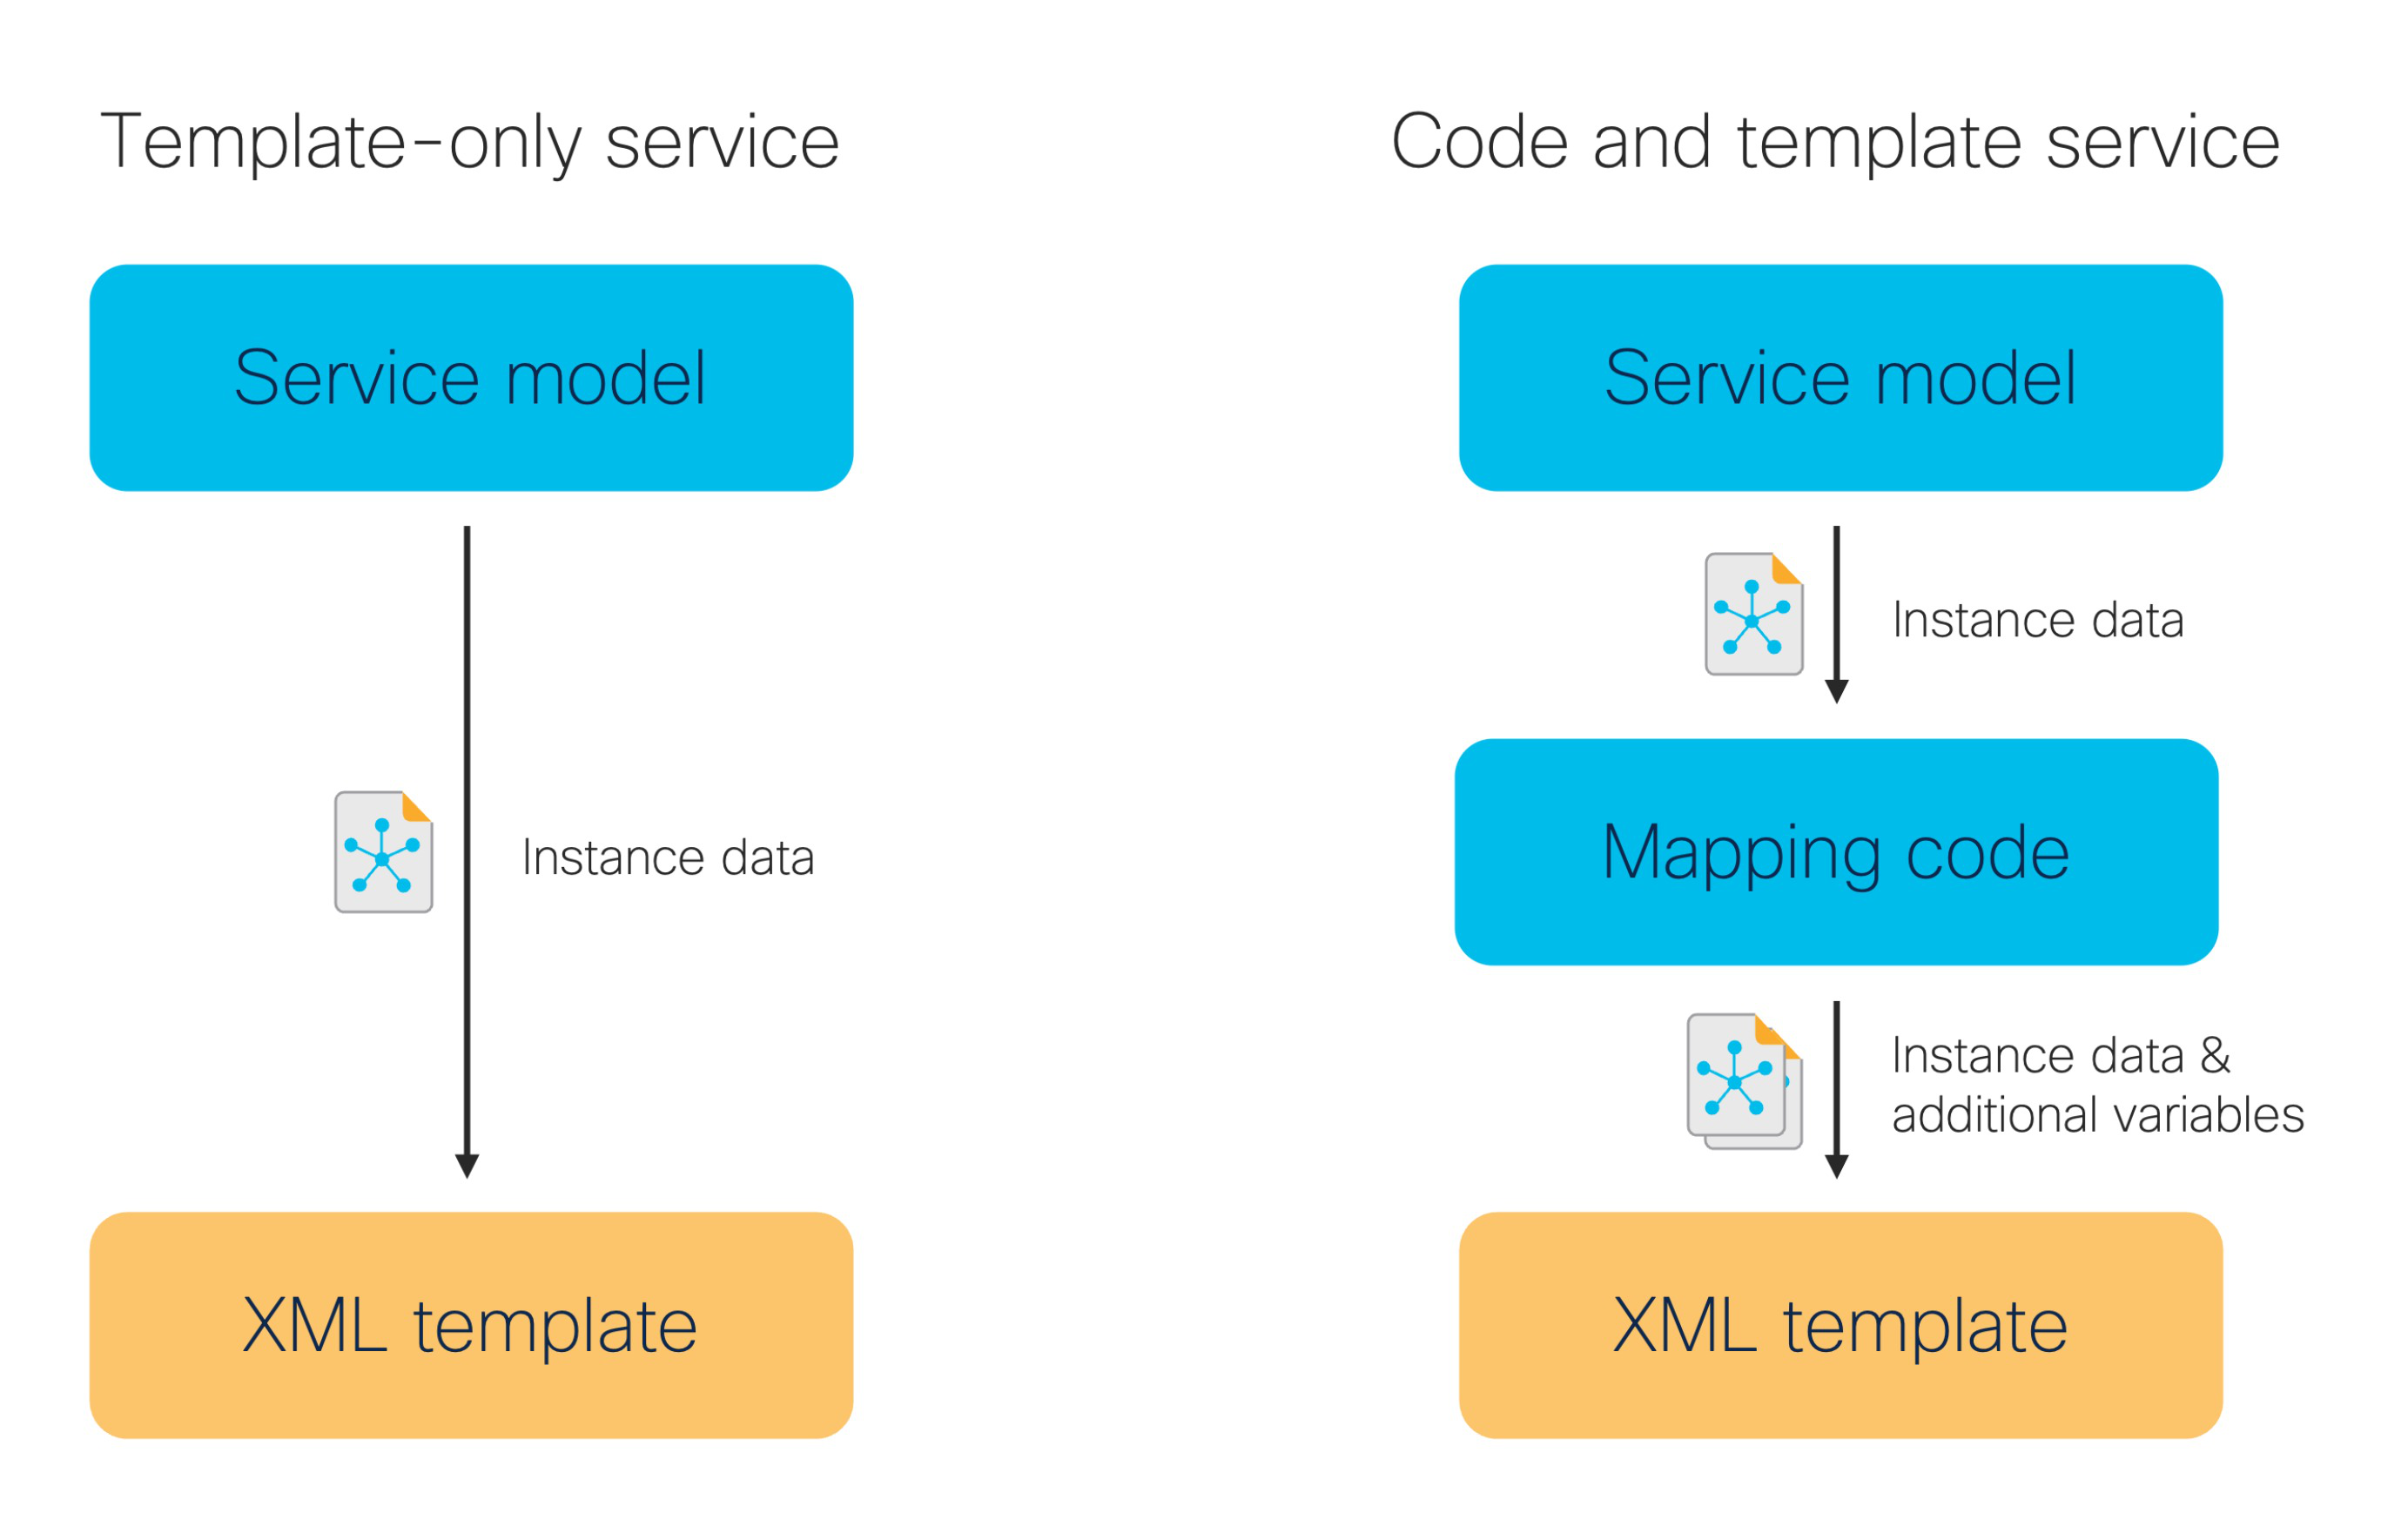 Template-only service
Service model
Instance data
XML template
Code and template service
Service model
Instance data
Mapping code
Instance data &
additional variables
XML template